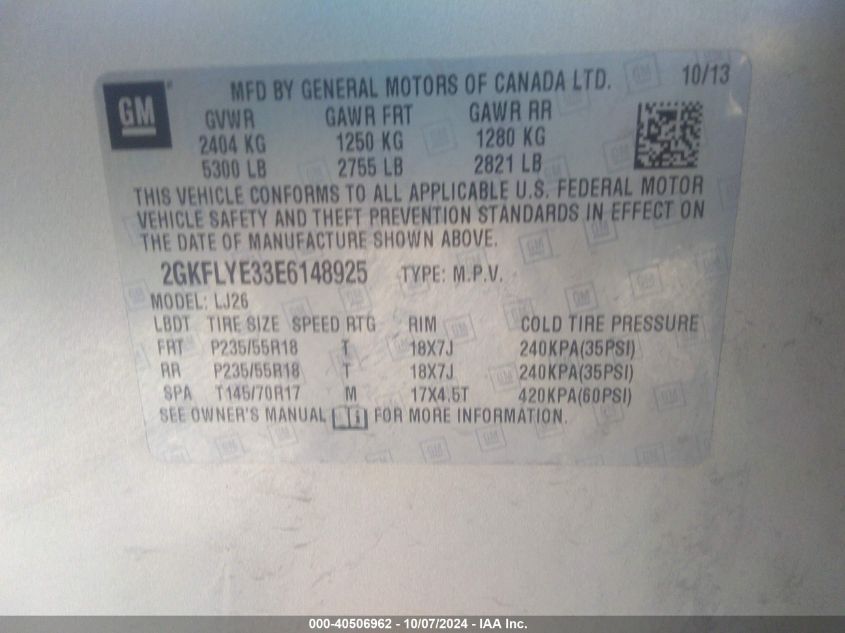 GM
MFD BY GENERAL MOTORS OF CANADA LTD. 10/13
GVWR GAWR FRT GAWR RR
2404 KG 1250 KG 1280 KG
5300 LB 2755 LB 2821 LB
THIS VEHICLE CONFORMS TO ALL APPLICABLE U.S. FEDERAL MOTOR
VEHICLE SAFETY AND THEFT PREVENTION STANDARDS IN EFFECT ON
THE DATE OF MANUFACTURE SHOWN ABOVE.
2GKFLYE33E6148925 TYPE: M.P.V.
MODEL: LJ26
LBDT TIRE SIZE SPEED RTG RIM COLD TIRE PRESSURE
FRT P235/55R18 T 18X7J 240KPA(35PSI)
RR P235/55R18 T 18X7J 240KPA(35PSI)
SPA T145/70R17 M 17X4.5T 420KPA(60PSI)
SEE OWNER'S MANUAL FOR MORE INFORMATION.
000-40506962 - 10/07/2024 - IAA Inc.